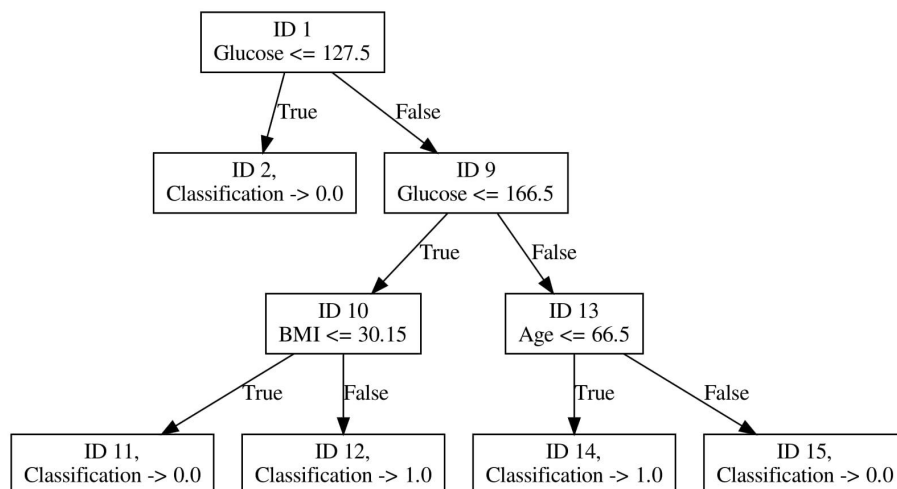 ID 1
Glucose <= 127.5
True
False
ID 2,
Classification -> 0.0
ID 9
Glucose <= 166.5
True
False
ID 10
BMI <= 30.15
ID 13
Age <= 66.5
True
False
True
False
ID 11,
Classification -> 0.0
ID 12,
Classification -> 1.0
ID 14,
Classification -> 1.0
ID 15,
Classification -> 0.0